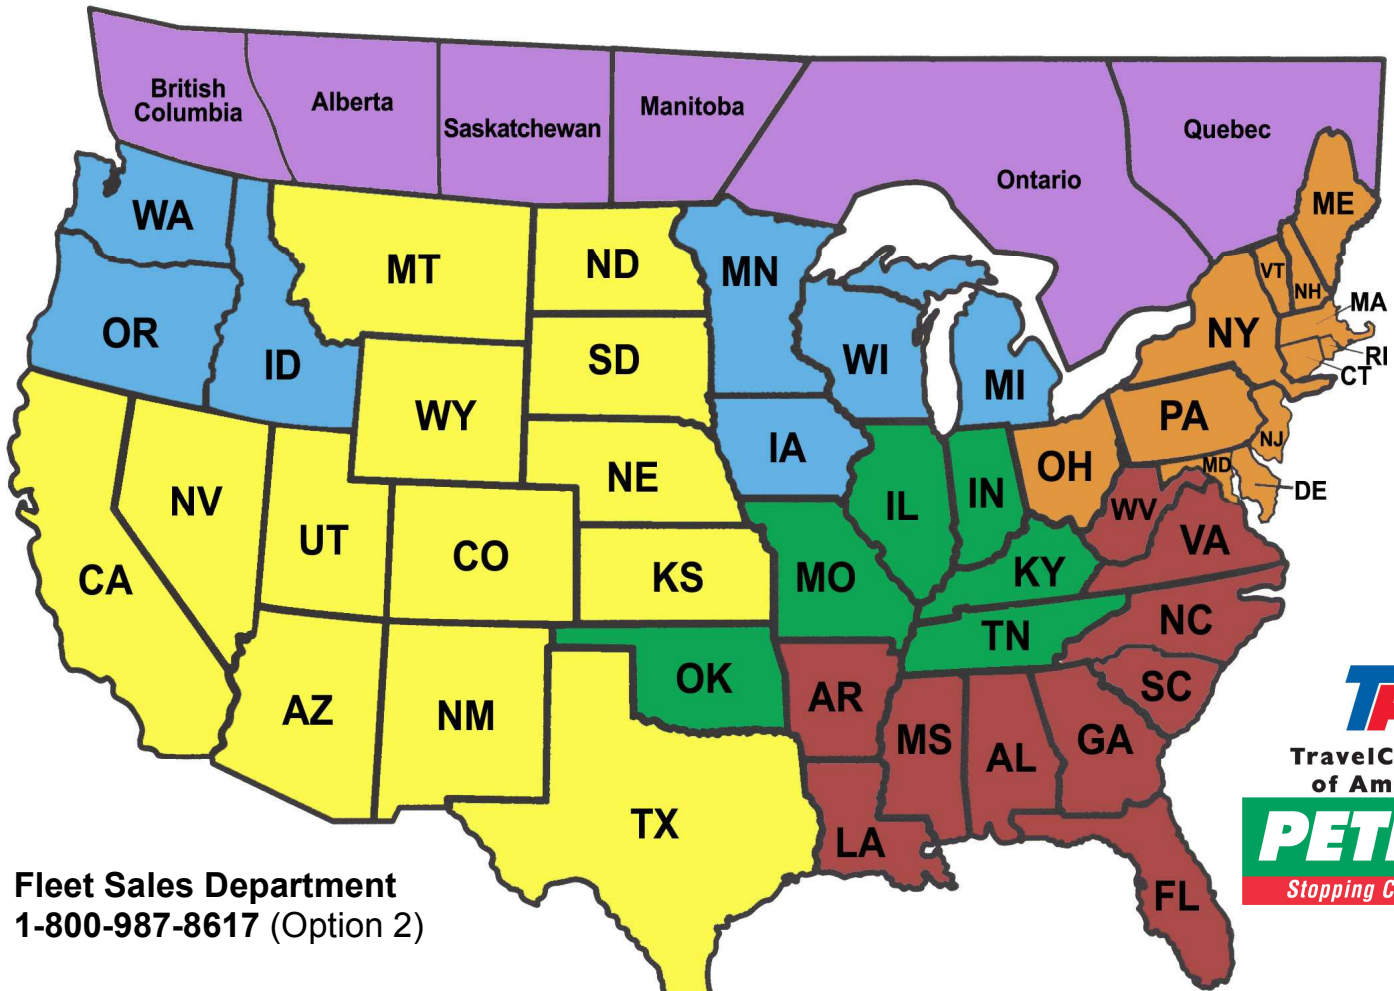 British
Columbia
Alberta
Saskatchewan
Manitoba
Ontario
Quebec
WA
OR
ID
MT
ND
SD
WY
NE
MN
WI
MI
IA
ME
VT
NH
MA
RI
CT
NY
PA
NJ
MD
DE
OH
CA
NV
UT
CO
KS
AZ
NM
TX
OK
MO
IL
IN
KY
TN
WV
VA
NC
SC
GA
AL
MS
AR
LA
FL
Fleet Sales Department
1-800-987-8617 (Option 2)
of
Stopping